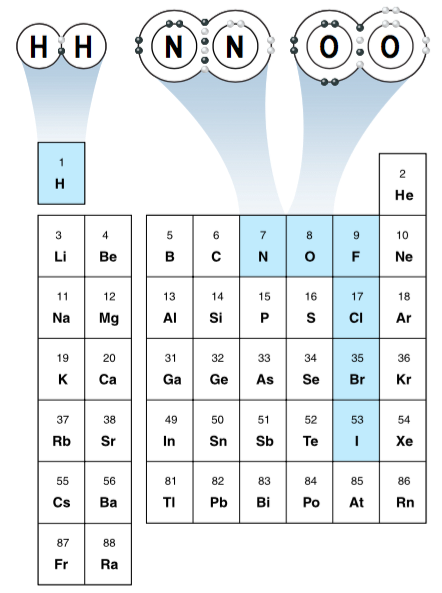 H H N N O O
1
H
2
He
3 4 5 6 7 8 9 10
Li Be B C N O F Ne
11 12 13 14 15 16 17 18
Na Mg Al Si P S Cl Ar
19 20 31 32 33 34 35 36
K Ca Ga Ge As Se Br Kr
37 38 49 50 51 52 53 54
Rb Sr In Sn Sb Te I Xe
55 56 81 82 83 84 85 86
Cs Ba Tl Pb Bi Po At Rn
87 88
Fr Ra